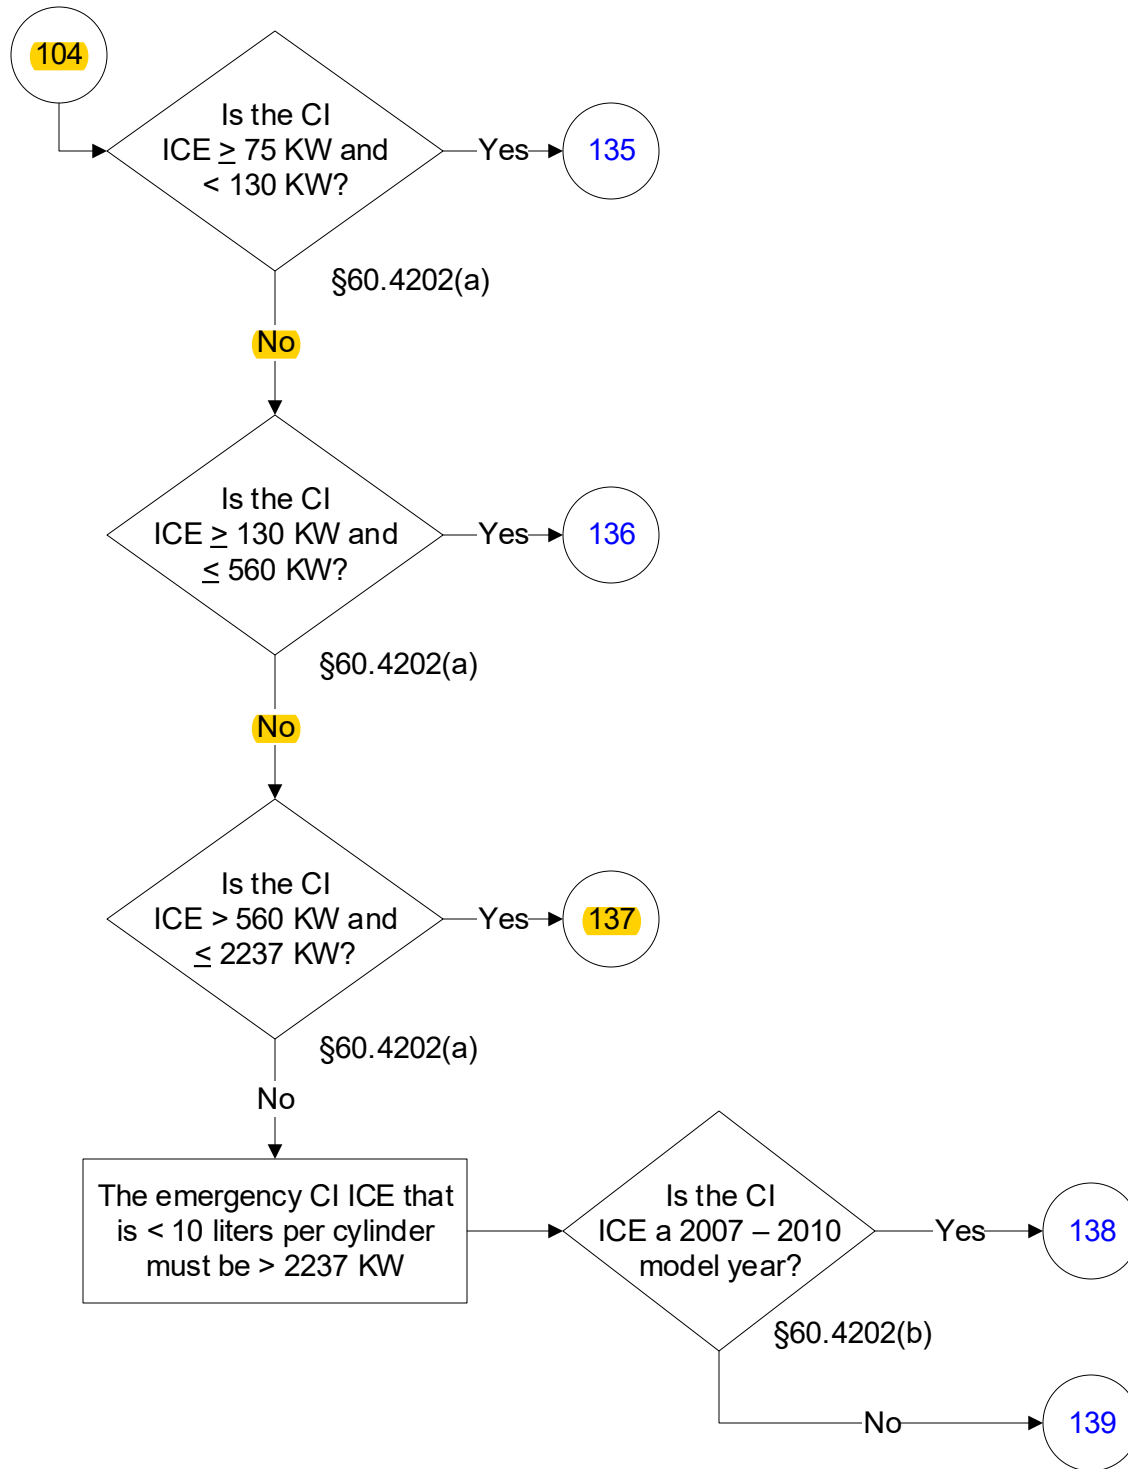 104
Is the CI
ICE ≥ 75 KW and
< 130 KW?
Yes
135
§60.4202(a)
No
Is the CI
ICE ≥ 130 KW and
≤ 560 KW?
Yes
136
§60.4202(a)
No
Is the CI
ICE > 560 KW and
≤ 2237 KW?
Yes
137
§60.4202(a)
No
The emergency CI ICE that
is < 10 liters per cylinder
must be > 2237 KW
Is the CI
ICE a 2007 – 2010
model year?
Yes
138
§60.4202(b)
No
139